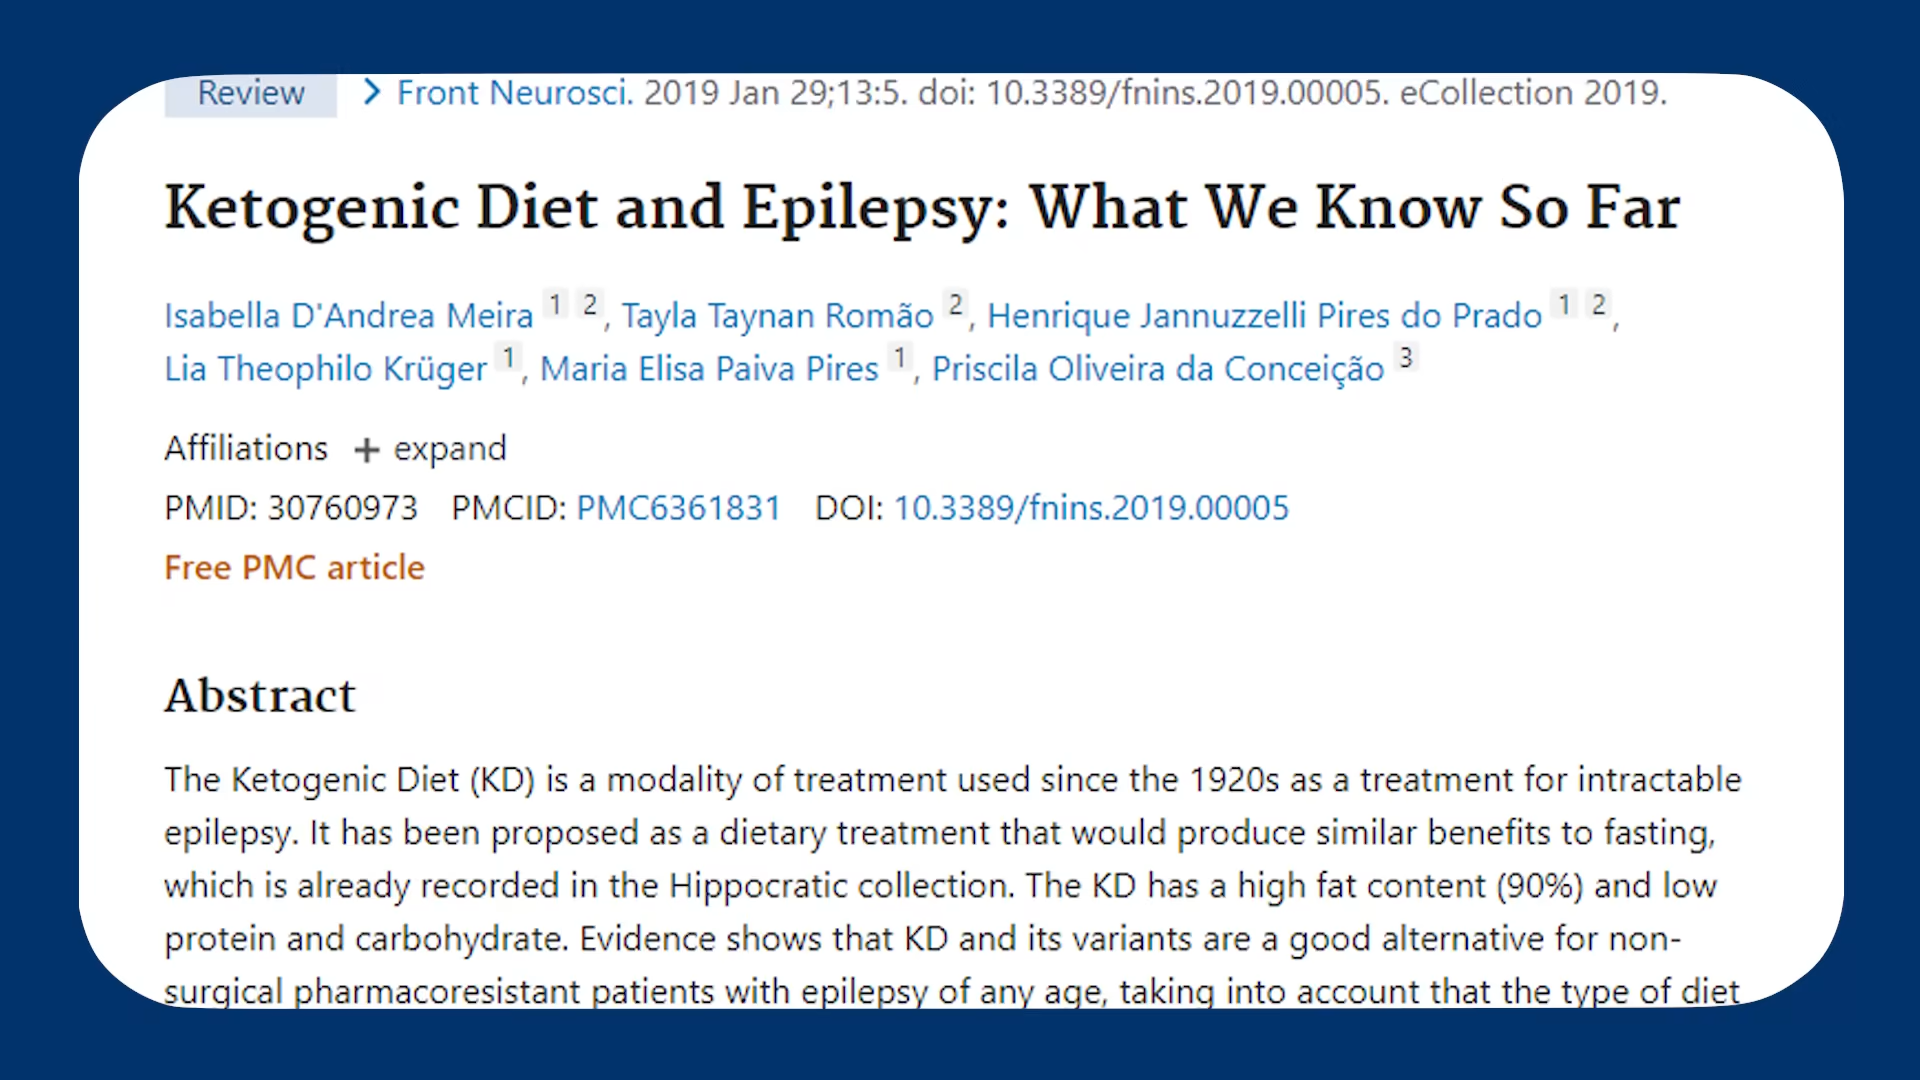 Review > Front Neurosci. 2019 Jan 29;13:5. doi: 10.3389/fnins.2019.00005. eCollection 2019.
Ketogenic Diet and Epilepsy: What We Know So Far
Isabella D'Andrea Meira 1 2, Tayla Taynan Romão 2, Henrique Jannuzzelli Pires do Prado 1 2,
Lia Theophilo Krüger 1, Maria Elisa Paiva Pires 1, Priscila Oliveira da Conceição 3
Affiliations + expand
PMID: 30760973 PMCID: PMC6361831 DOI: 10.3389/fnins.2019.00005
Free PMC article
Abstract
The Ketogenic Diet (KD) is a modality of treatment used since the 1920s as a treatment for intractable
epilepsy. It has been proposed as a dietary treatment that would produce similar benefits to fasting,
which is already recorded in the Hippocratic collection. The KD has a high fat content (90%) and low
protein and carbohydrate. Evidence shows that KD and its variants are a good alternative for non-
surgical pharmacoresistant patients with epilepsy of any age, taking into account that the type of diet